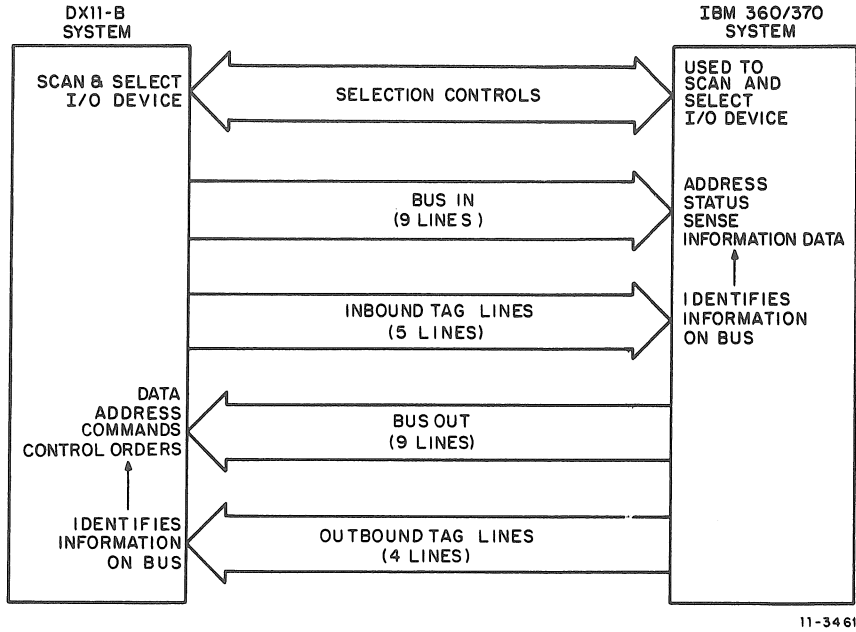 DX11-B
SYSTEM
IBM 360/370
SYSTEM
SCAN & SELECT
I/O DEVICE
SELECTION CONTROLS
USED TO
SCAN AND
SELECT
I/O DEVICE
BUS IN
(9 LINES)
ADDRESS
STATUS
SENSE
INFORMATION DATA
INBOUND TAG LINES
(5 LINES)
IDENTIFIES
INFORMATION
ON BUS
DATA
ADDRESS
COMMANDS
CONTROL ORDERS
BUS OUT
(9 LINES)
IDENTIFIES
INFORMATION
ON BUS
OUTBOUND TAG LINES
(4 LINES)
11-3461